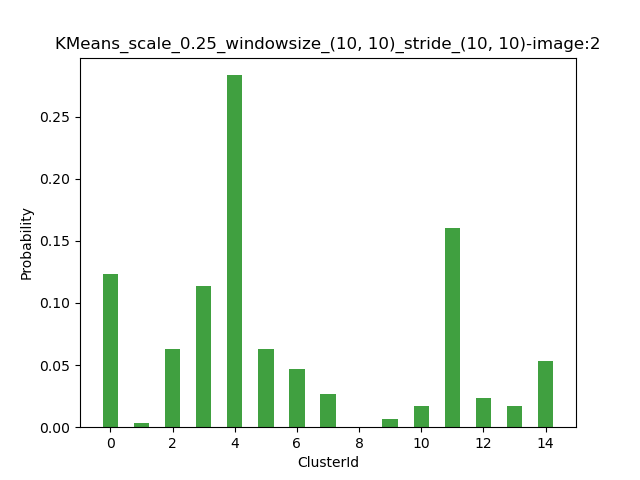 KMeans_scale_0.25_windowsize_(10, 10)_stride_(10, 10)-image:2
0.25
0.20
0.15
0.10
0.05
0.00
Probability
0 2 4 6 8 10 12 14
ClusterId